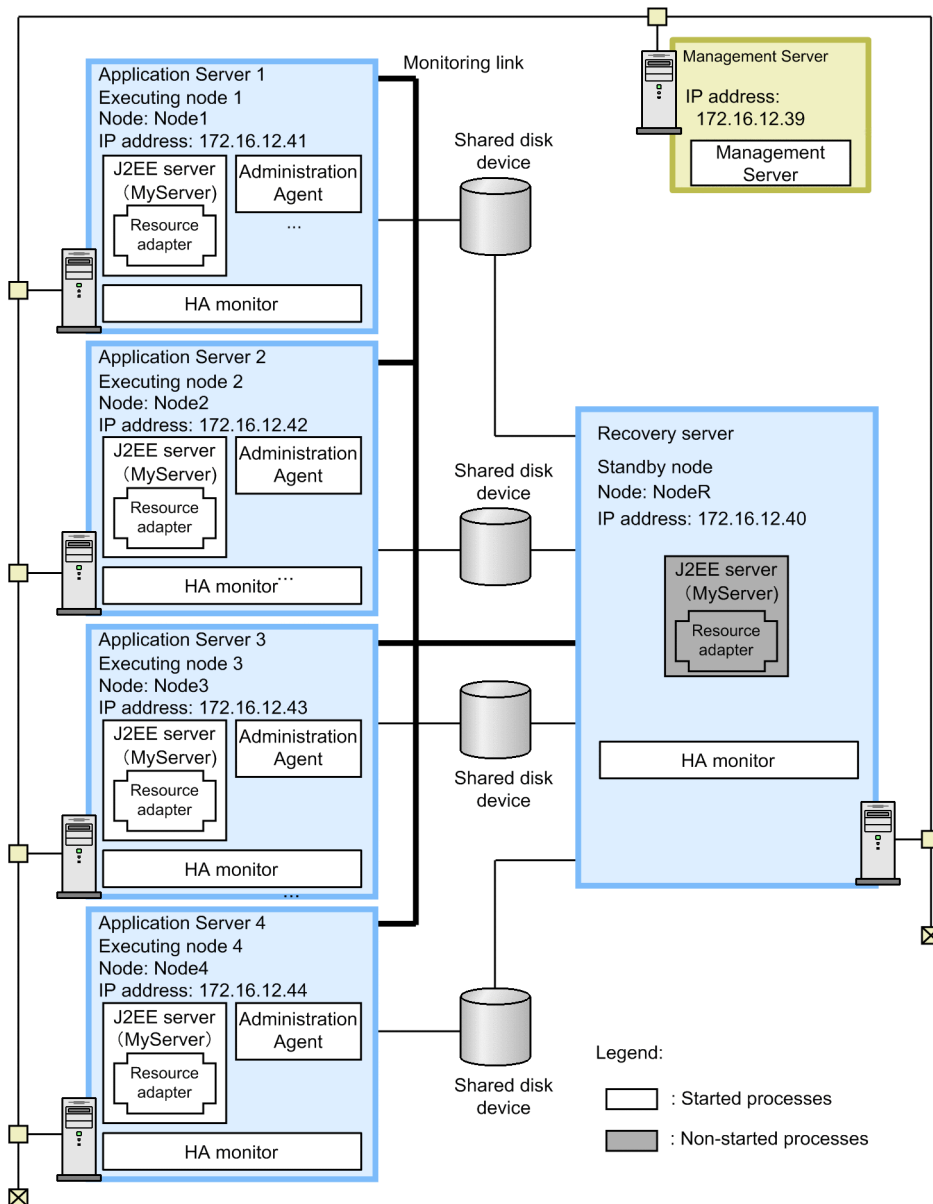 Monitoring link
Management Server
IP address:
172.16.12.39
Management
Server
Application Server 1
Executing node 1
Node: Node1
IP address: 172.16.12.41
J2EE server
(MyServer)
Resource
adapter
Administration
Agent
...
HA monitor
Shared disk
device
Application Server 2
Executing node 2
Node: Node2
IP address: 172.16.12.42
J2EE server
(MyServer)
Resource
adapter
Administration
Agent
HA monitor
...
Shared disk
device
Recovery server
Standby node
Node: NodeR
IP address: 172.16.12.40
J2EE server
(MyServer)
Resource
adapter
HA monitor
Application Server 3
Executing node 3
Node: Node3
IP address: 172.16.12.43
J2EE server
(MyServer)
Resource
adapter
Administration
Agent
HA monitor
...
Shared disk
device
Application Server 4
Executing node 4
Node: Node4
IP address: 172.16.12.44
J2EE server
(MyServer)
Resource
adapter
Administration
Agent
HA monitor
Shared disk
device
Legend:
: Started processes
: Non-started processes